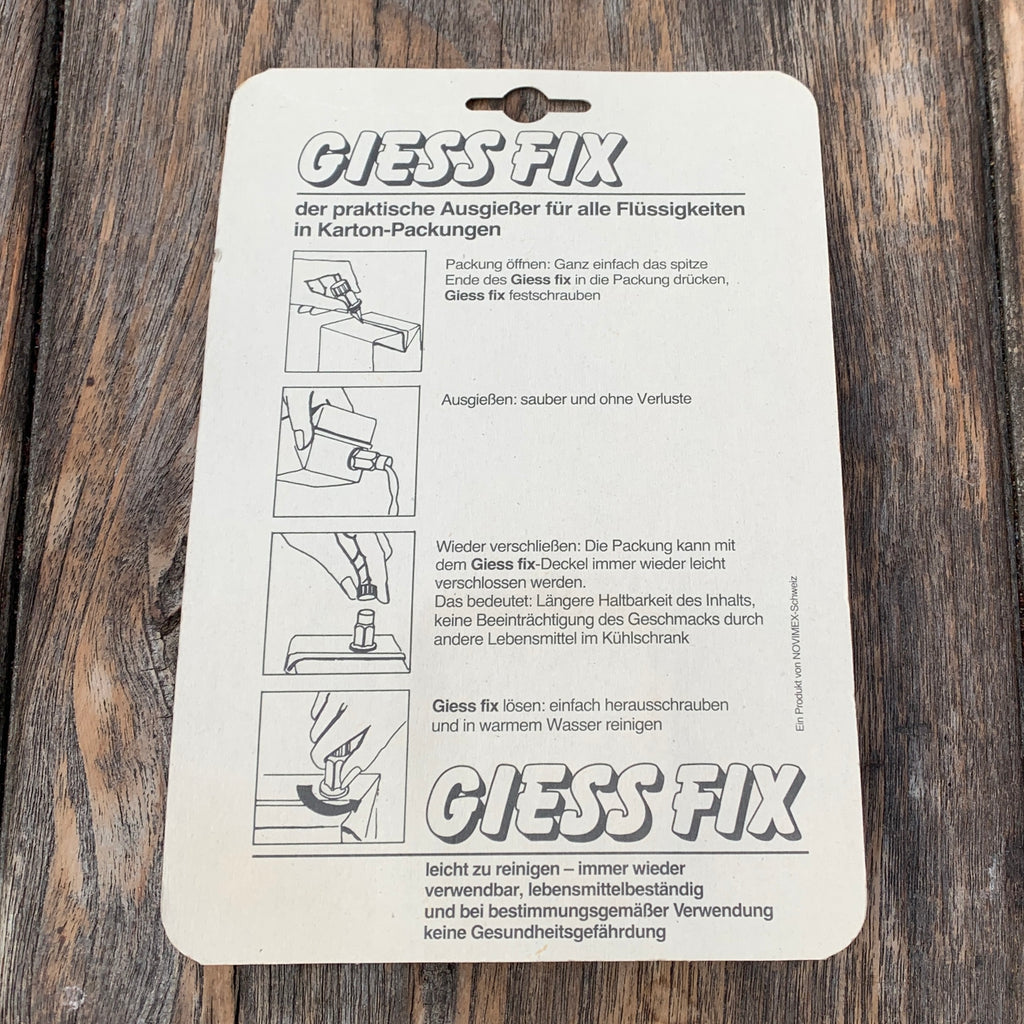 GIESS FIX
der praktische Ausgießer für alle Flüssigkeiten
in Karton-Packungen
Packung öffnen: Ganz einfach das spitze
Ende des Giess fix in die Packung drücken,
Giess fix festschrauben
Ausgießen: sauber und ohne Verluste
Wieder verschließen: Die Packung kann mit
dem Giess fix-Deckel immer wieder leicht
verschlossen werden.
Das bedeutet: Längere Haltbarkeit des Inhalts,
keine Beeinträchtigung des Geschmacks durch
andere Lebensmittel im Kühlschrank
Giess fix lösen: einfach herausschrauben
und in warmem Wasser reinigen
Ein Produkt von NOVIMEX-Schweiz
GIESS FIX
leicht zu reinigen – immer wieder
verwendbar, lebensmittelbeständig
und bei bestimmungsgemäßer Verwendung
keine Gesundheitsgefährdung